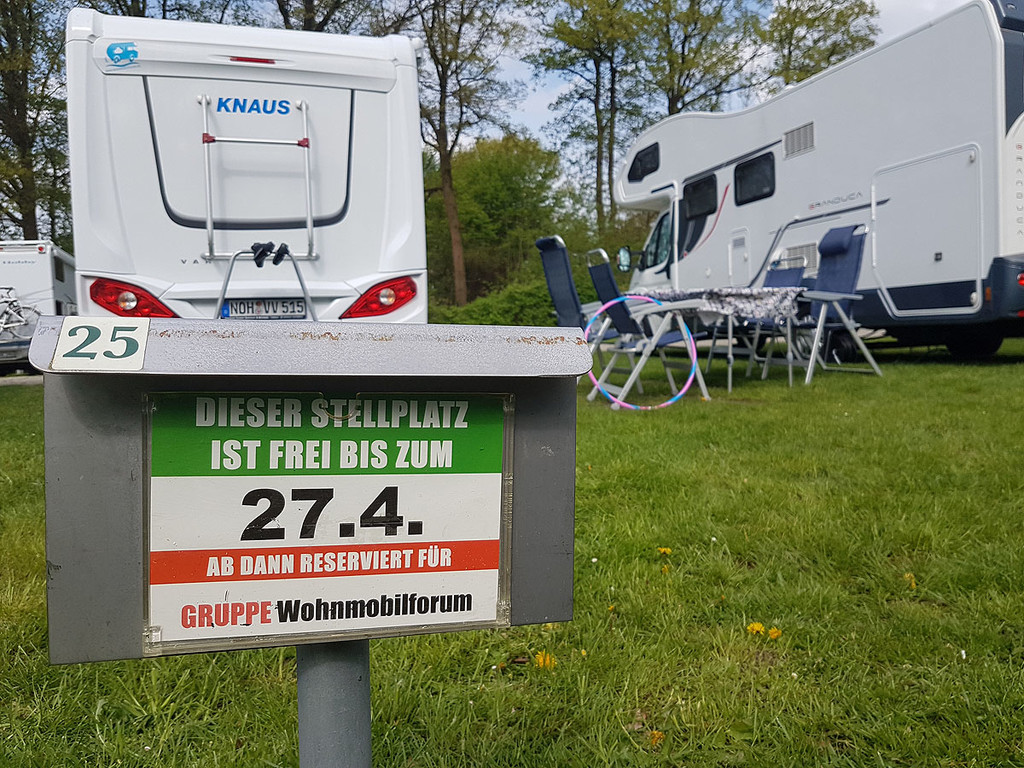 KNAUS
NOH VV 515
GRANDUCA
25
DIESER STELLPLATZ
IST FREI BIS ZUM
27.4.
AB DANN RESERVIERT FÜR
GRUPPE Wohnmobilforum